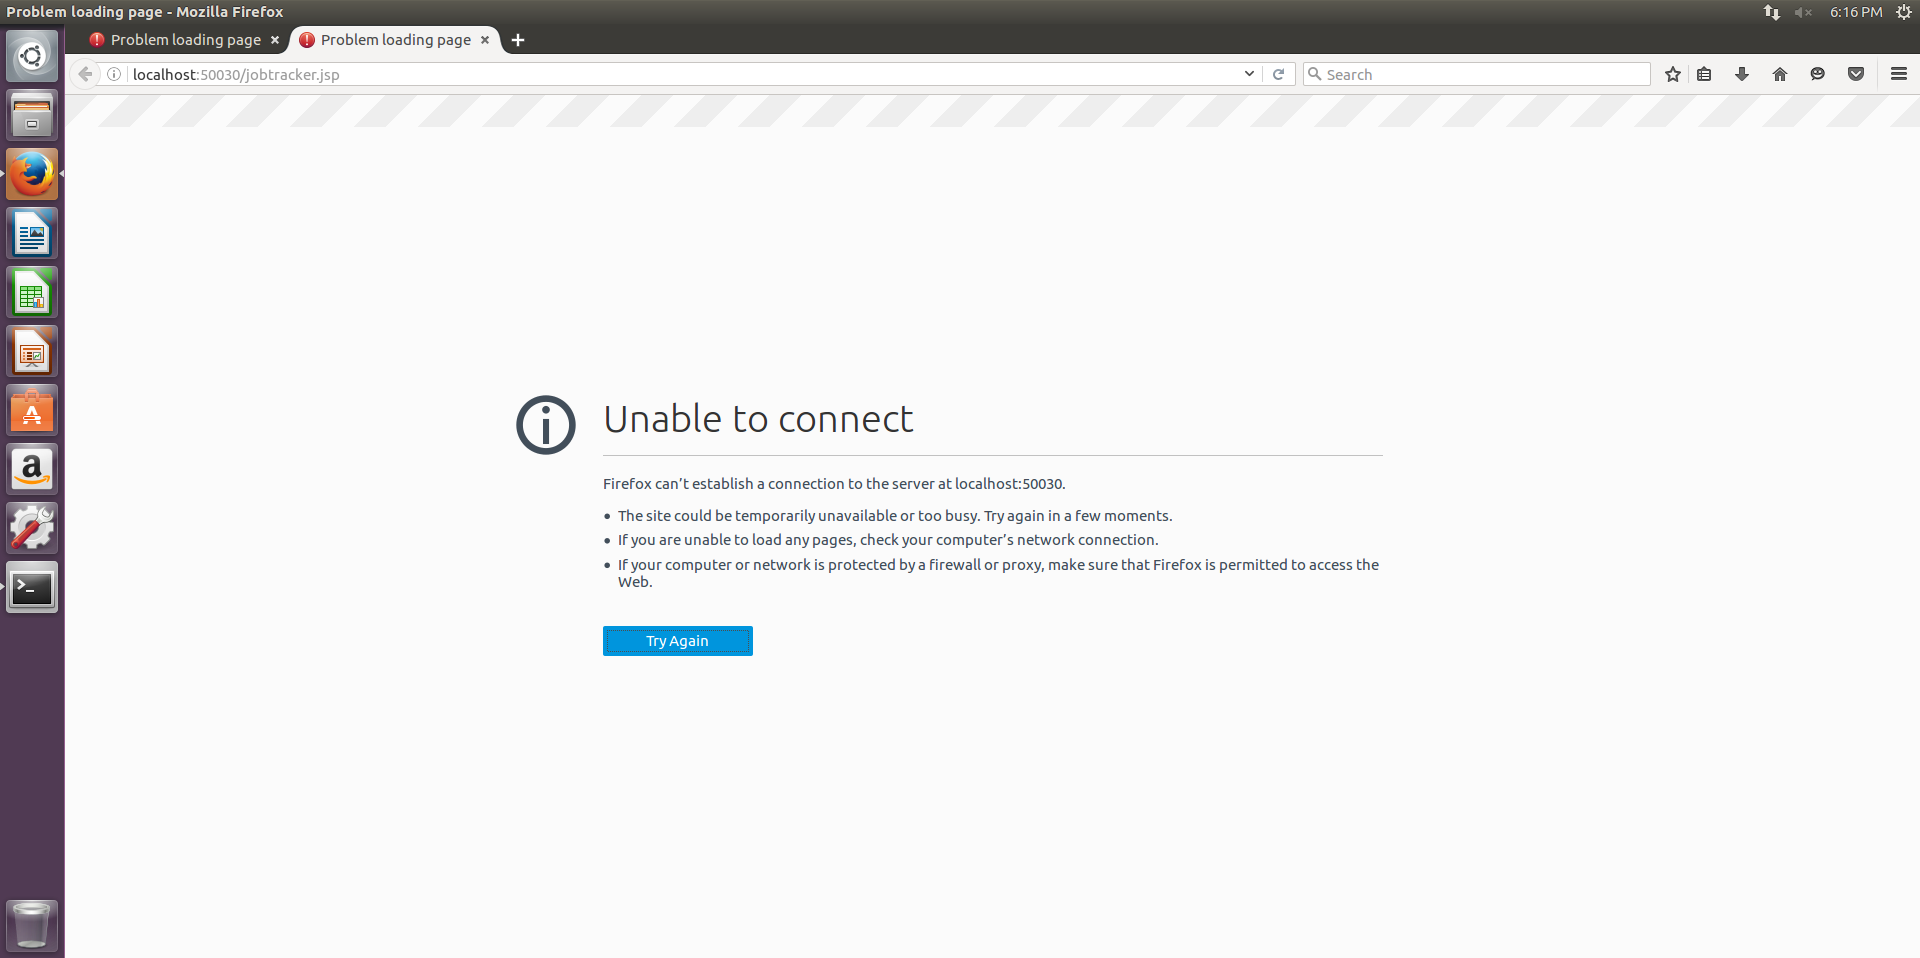 Problem loading page - Mozilla Firefox
6:16 PM
Problem loading page
Problem loading page
localhost:50030/jobtracker.jsp
Search
Unable to connect
Firefox can’t establish a connection to the server at localhost:50030.
The site could be temporarily unavailable or too busy. Try again in a few moments.
If you are unable to load any pages, check your computer’s network connection.
If your computer or network is protected by a firewall or proxy, make sure that Firefox is permitted to access the
Web.
Try Again